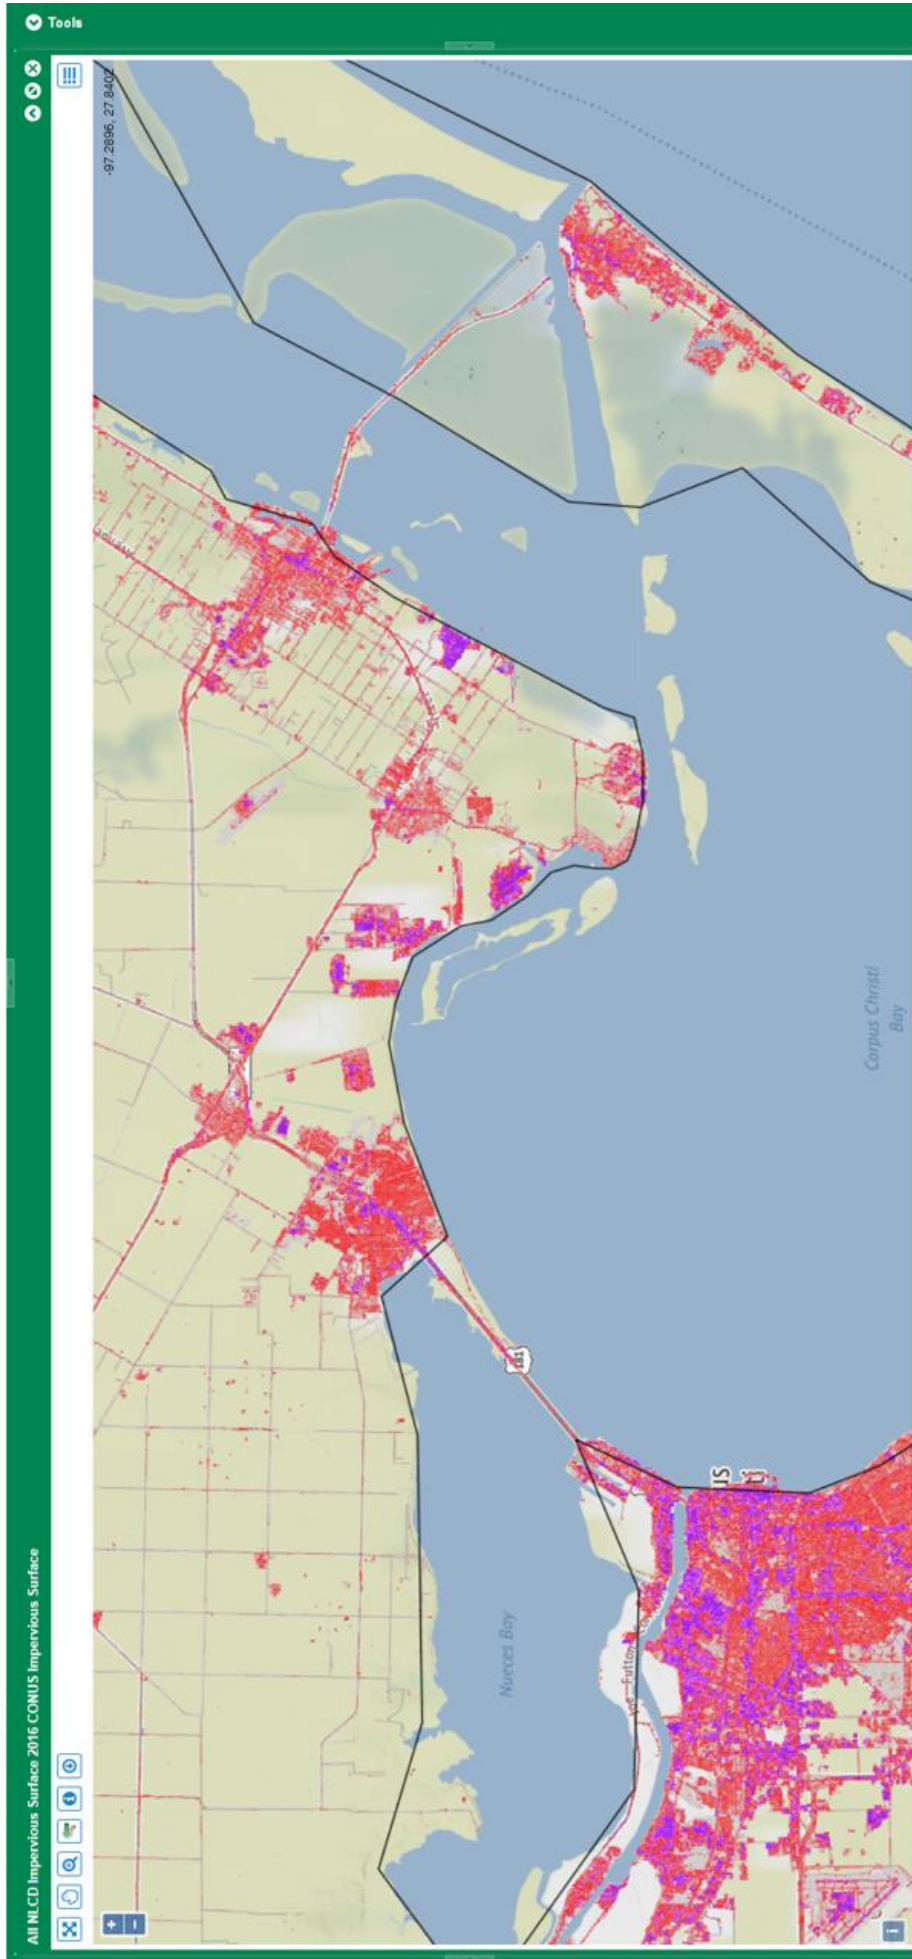 Tools
All NLCD Impervious Surface 2016 CONUS Impervious Surface
-97.2896, 27.8402
181
Nueces Bay
Corpus Christi
Bay